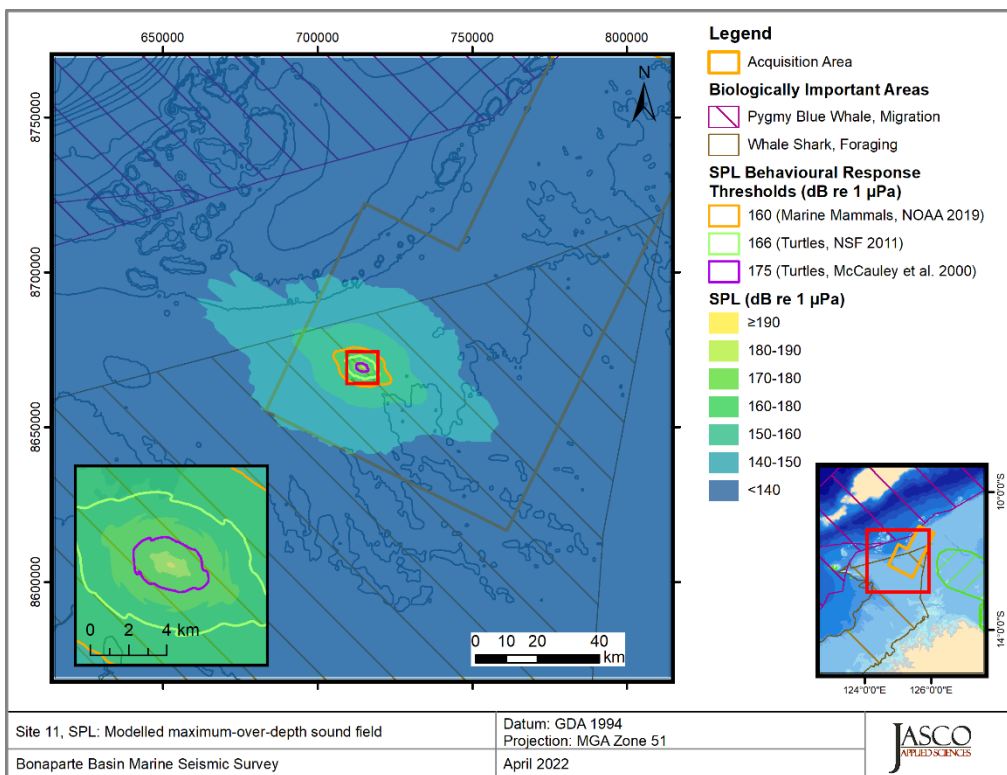 650000 700000 750000 800000
8750000
8700000
8650000
8600000
N
0 2 4 km
0 10 20 40
km
Legend
Acquisition Area
Biologically Important Areas
Pygmy Blue Whale, Migration
Whale Shark, Foraging
SPL Behavioural Response
Thresholds (dB re 1 µPa)
160 (Marine Mammals, NOAA 2019)
166 (Turtles, NSF 2011)
175 (Turtles, McCauley et al. 2000)
SPL (dB re 1 µPa)
≥190
180-190
170-180
160-180
150-160
140-150
<140
10°0'0"S
14°0'0"S
124°0'0"E 126°0'0"E
Site 11, SPL: Modelled maximum-over-depth sound field
Datum: GDA 1994
Projection: MGA Zone 51
Bonaparte Basin Marine Seismic Survey
April 2022
JASCO
APPLIED SCIENCES